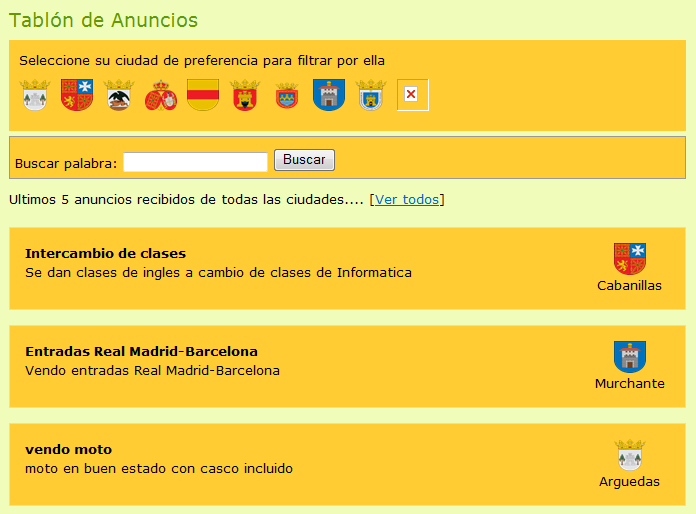 Tablón de Anuncios
Seleccione su ciudad de preferencia para filtrar por ella
Buscar palabra: Buscar
Ultimos 5 anuncios recibidos de todas las ciudades.... [Ver todos]
Intercambio de clases
Se dan clases de ingles a cambio de clases de Informatica
Cabanillas
Entradas Real Madrid-Barcelona
Vendo entradas Real Madrid-Barcelona
Murchante
vendo moto
moto en buen estado con casco incluido
Arguedas